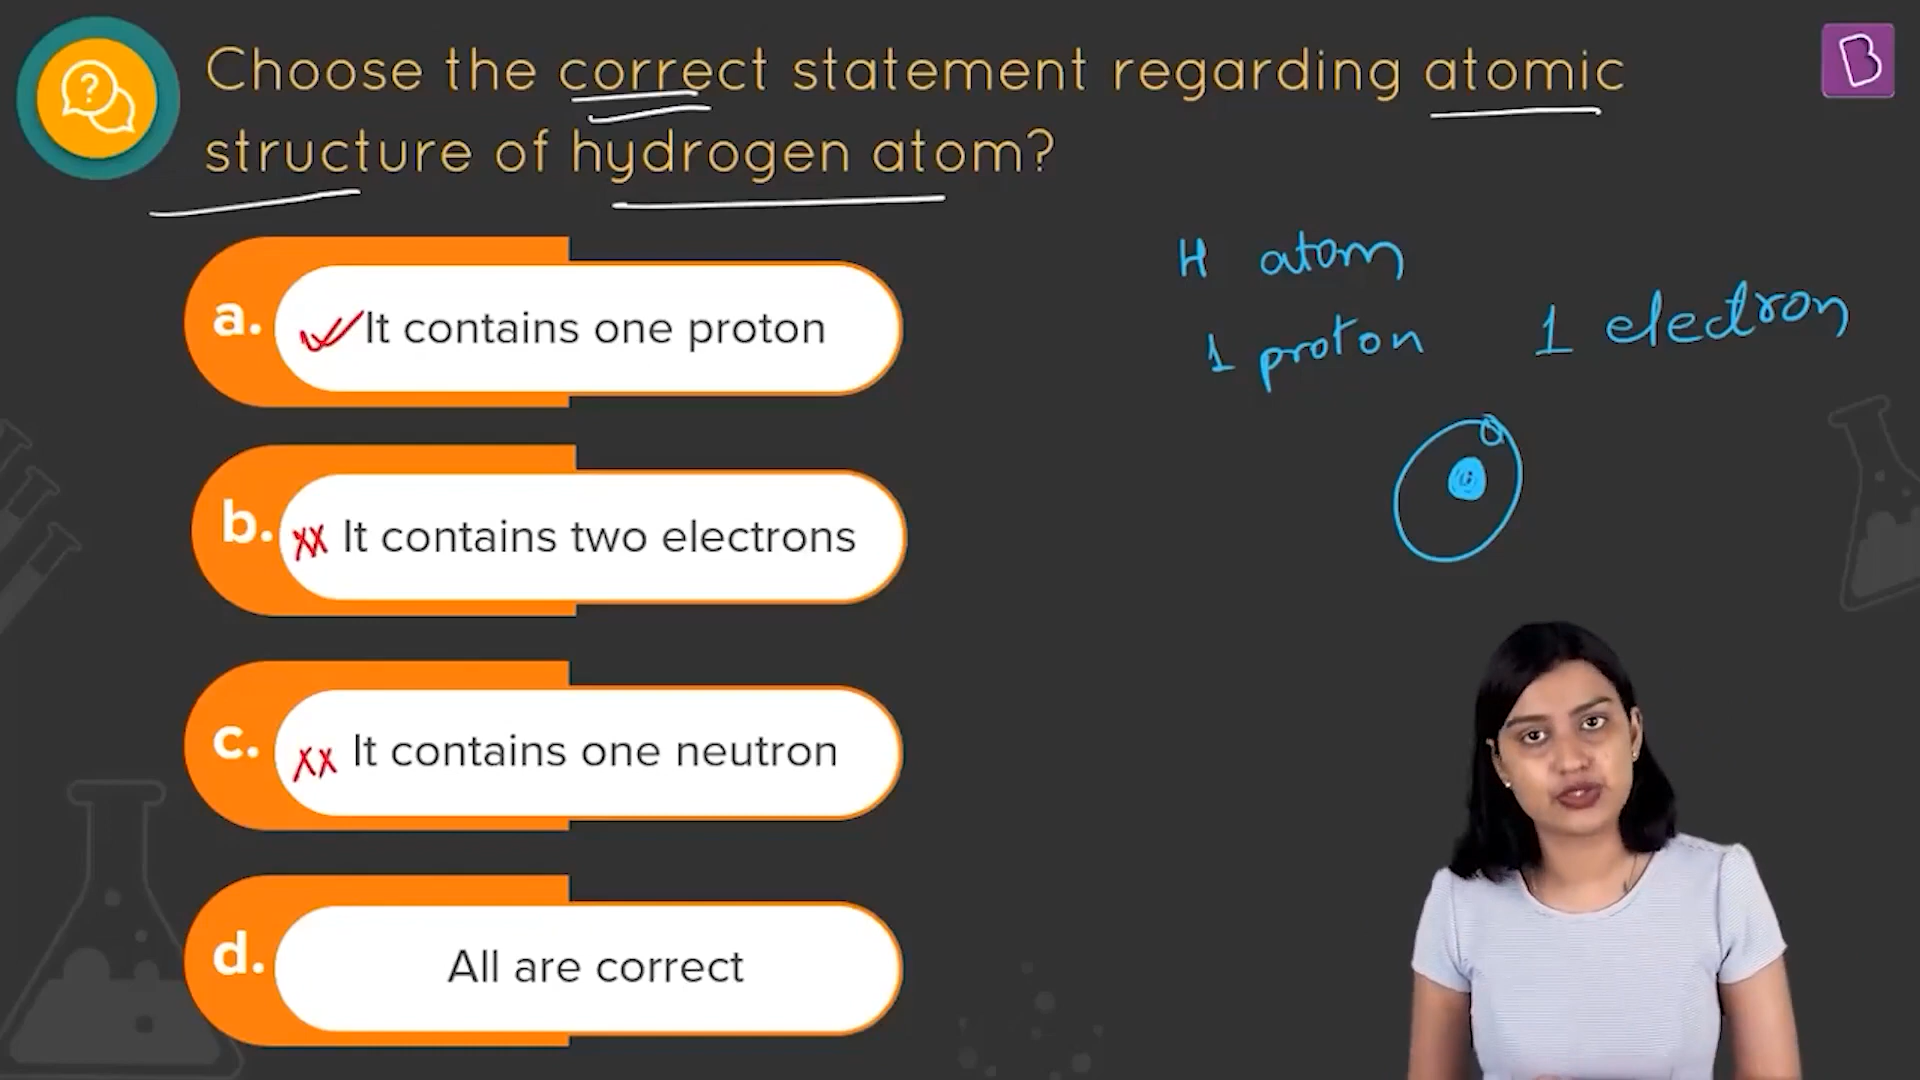 Choose the correct statement regarding atomic
structure of hydrogen atom?
B
H atom
1 proton 1 electron
a. It contains one proton
b. It contains two electrons
c. It contains one neutron
d. All are correct